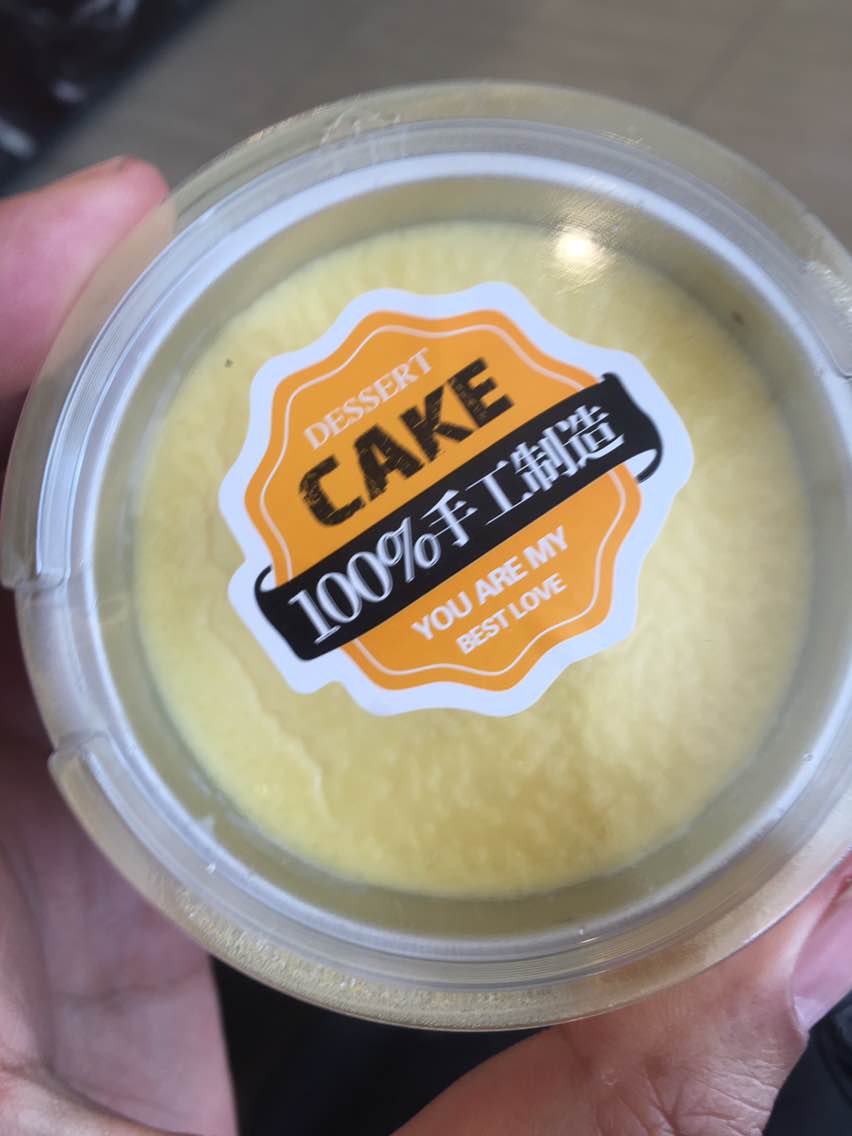 DESSERT
CAKE
100%手工制造
YOU ARE MY
BEST LOVE